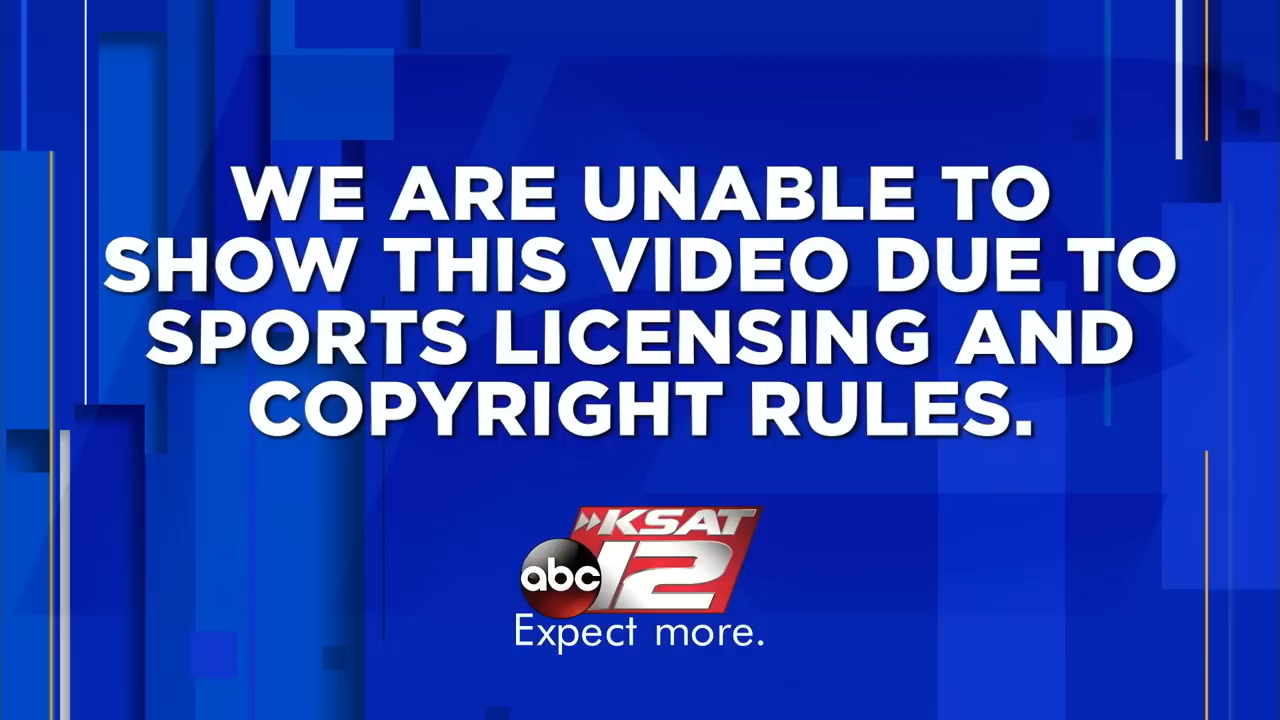 WE ARE UNABLE TO
SHOW THIS VIDEO DUE TO
SPORTS LICENSING AND
COPYRIGHT RULES.
KSAT
abc 12
Expect more.